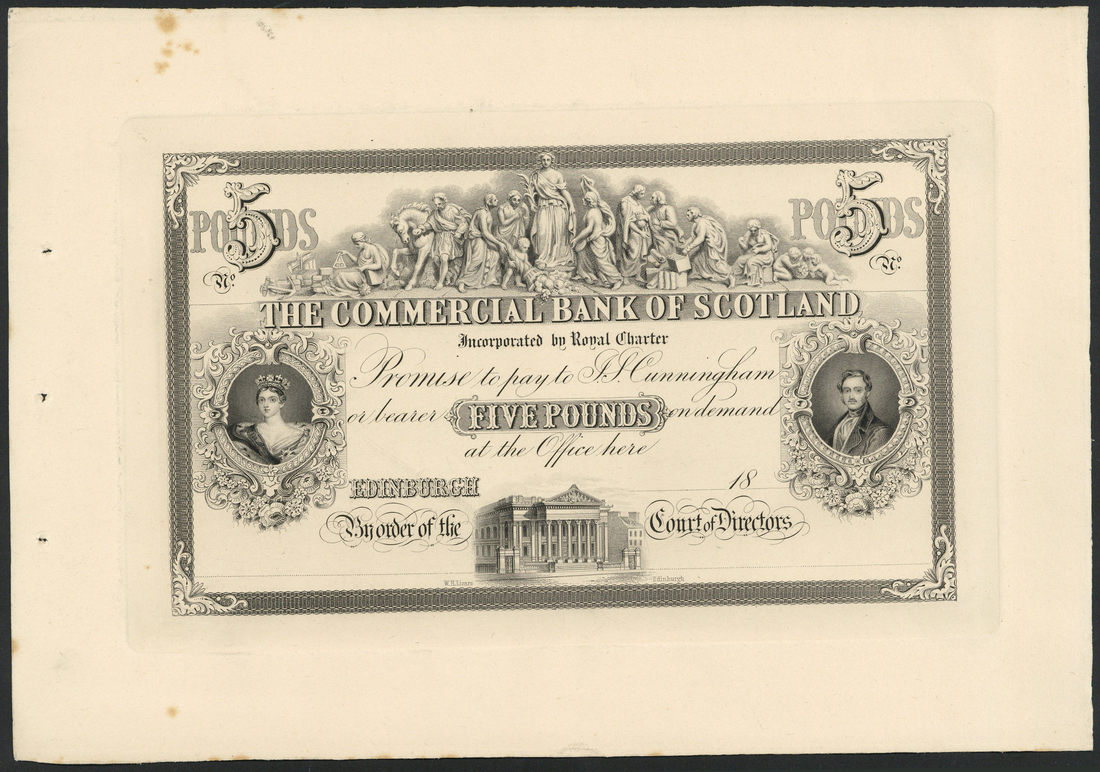 5 POUNDS
5 POUNDS
No.
No.
THE COMMERCIAL BANK OF SCOTLAND
Incorporated by Royal Charter
Promise to pay to J.S. Cunningham
or bearer FIVE POUNDS on demand
at the Office here
EDINBURGH 18
By order of the Court of Directors
W.H. Lizars Edinburgh